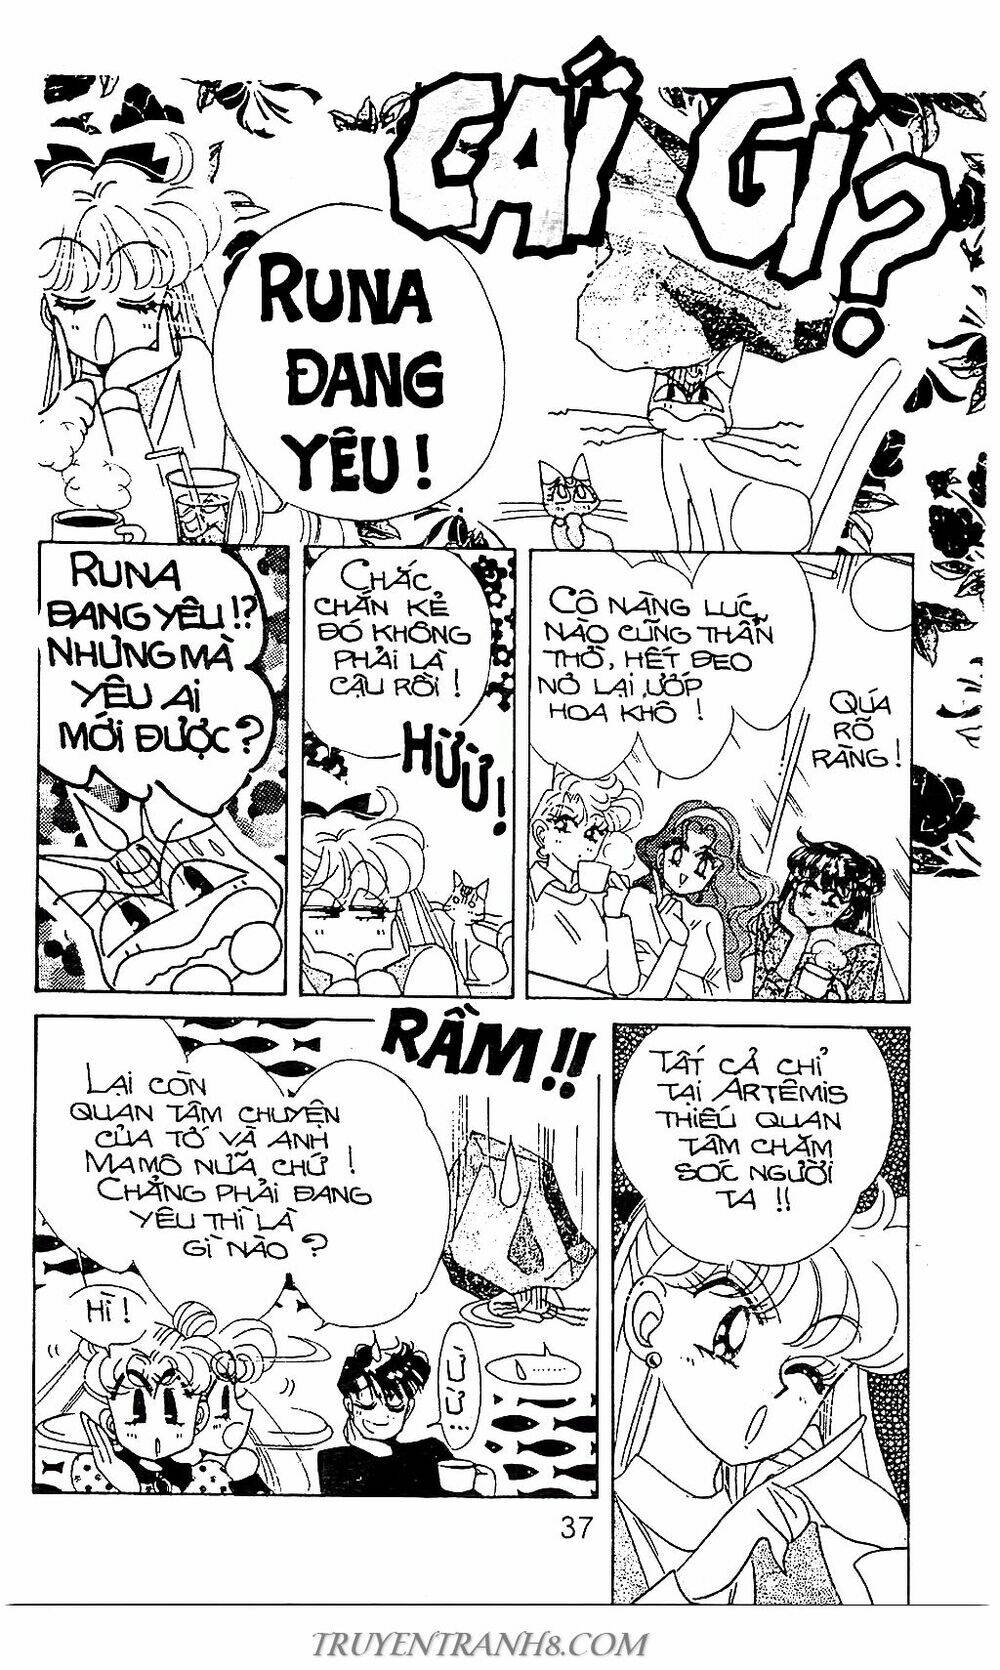 CÁI GÌ?
RUNA
ĐANG
YÊU!
RUNA
ĐANG YÊU!?
NHƯNG MÀ
YÊU AI
MỚI ĐƯỢC?
CHẮC
CHẮN KẺ
ĐÓ KHÔNG
PHẢI LÀ
CẬU RỒI!
HỪỪ!
CÔ NÀNG LÚC
NÀO CŨNG THẪN
THỜ, HẾT ĐEO
NƠ LẠI ƯỚP
HOA KHÔ!
QÚA
RÕ
RÀNG!
RẦM!!
LẠI CÒN
QUAN TÂM CHUYỆN
CỦA TỚ VÀ ANH
MAMÔ NỮA CHỨ!
CHẲNG PHẢI ĐANG
YÊU THÌ LÀ
GÌ NÀO?
HÌ!
Ừ Ừ
......
TẤT CẢ CHỈ
TẠI ARTÊMIS
THIẾU QUAN
TÂM CHĂM
SÓC NGƯỜI
TA!!
37
TRUYENTRANH8.COM